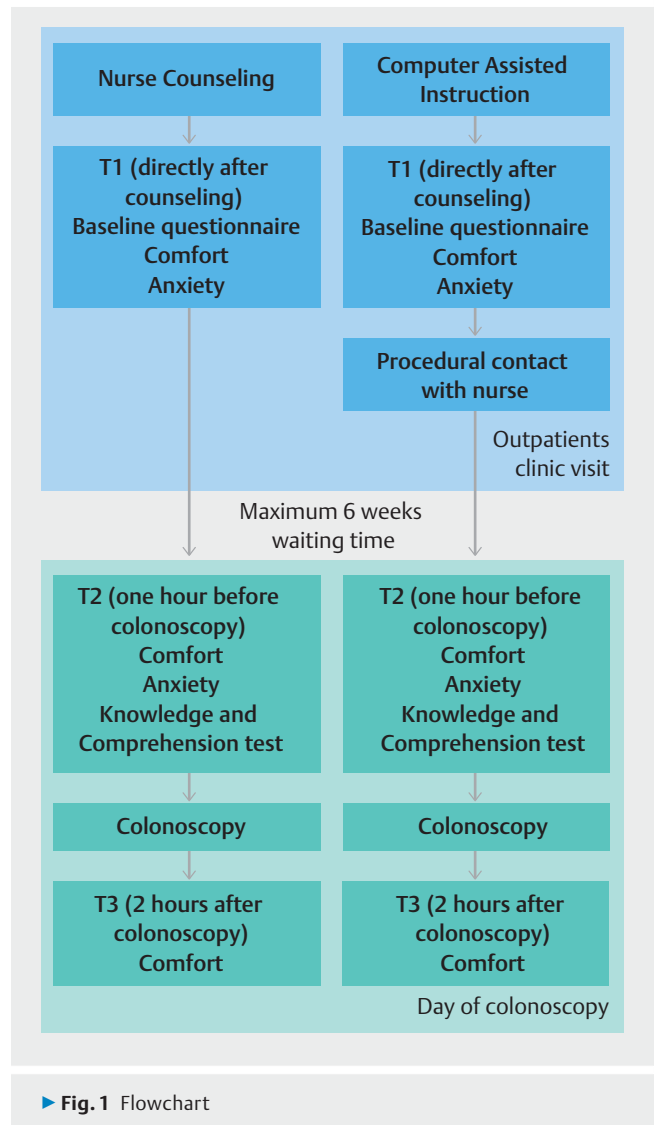 Nurse Counseling
Computer Assisted
Instruction
T1 (directly after
counseling)
Baseline questionnaire
Comfort
Anxiety
T1 (directly after
counseling)
Baseline questionnaire
Comfort
Anxiety
Procedural contact
with nurse
Outpatients
clinic visit
Maximum 6 weeks
waiting time
T2 (one hour before
colonoscopy)
Comfort
Anxiety
Knowledge and
Comprehension test
T2 (one hour before
colonoscopy)
Comfort
Anxiety
Knowledge and
Comprehension test
Colonoscopy
Colonoscopy
T3 (2 hours after
colonoscopy)
Comfort
T3 (2 hours after
colonoscopy)
Comfort
Day of colonoscopy
▶ Fig. 1 Flowchart